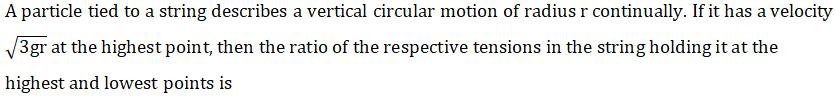 A particle tied to a string describes a vertical circular motion of radius r continually. If it has a velocity
√3gr at the highest point, then the ratio of the respective tensions in the string holding it at the
highest and lowest points is